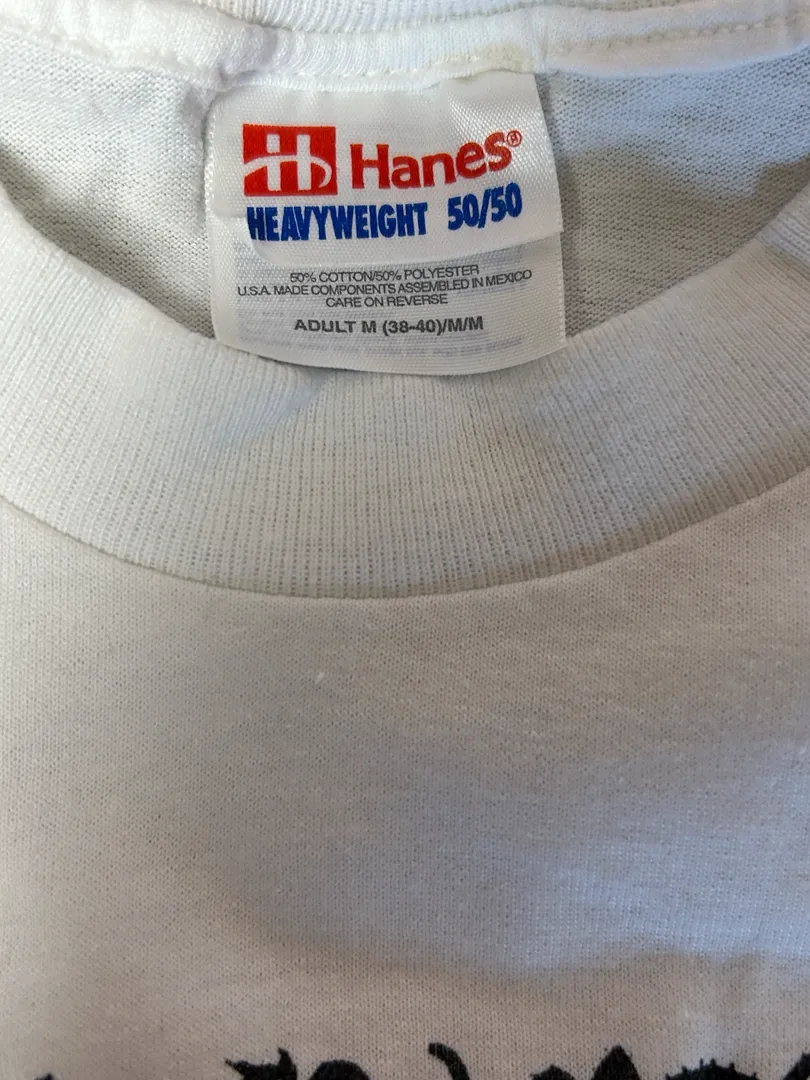 Hanes®
HEAVYWEIGHT 50/50
50% COTTON/50% POLYESTER
U.S.A. MADE COMPONENTS ASSEMBLED IN MEXICO
CARE ON REVERSE
ADULT M (38-40)/M/M